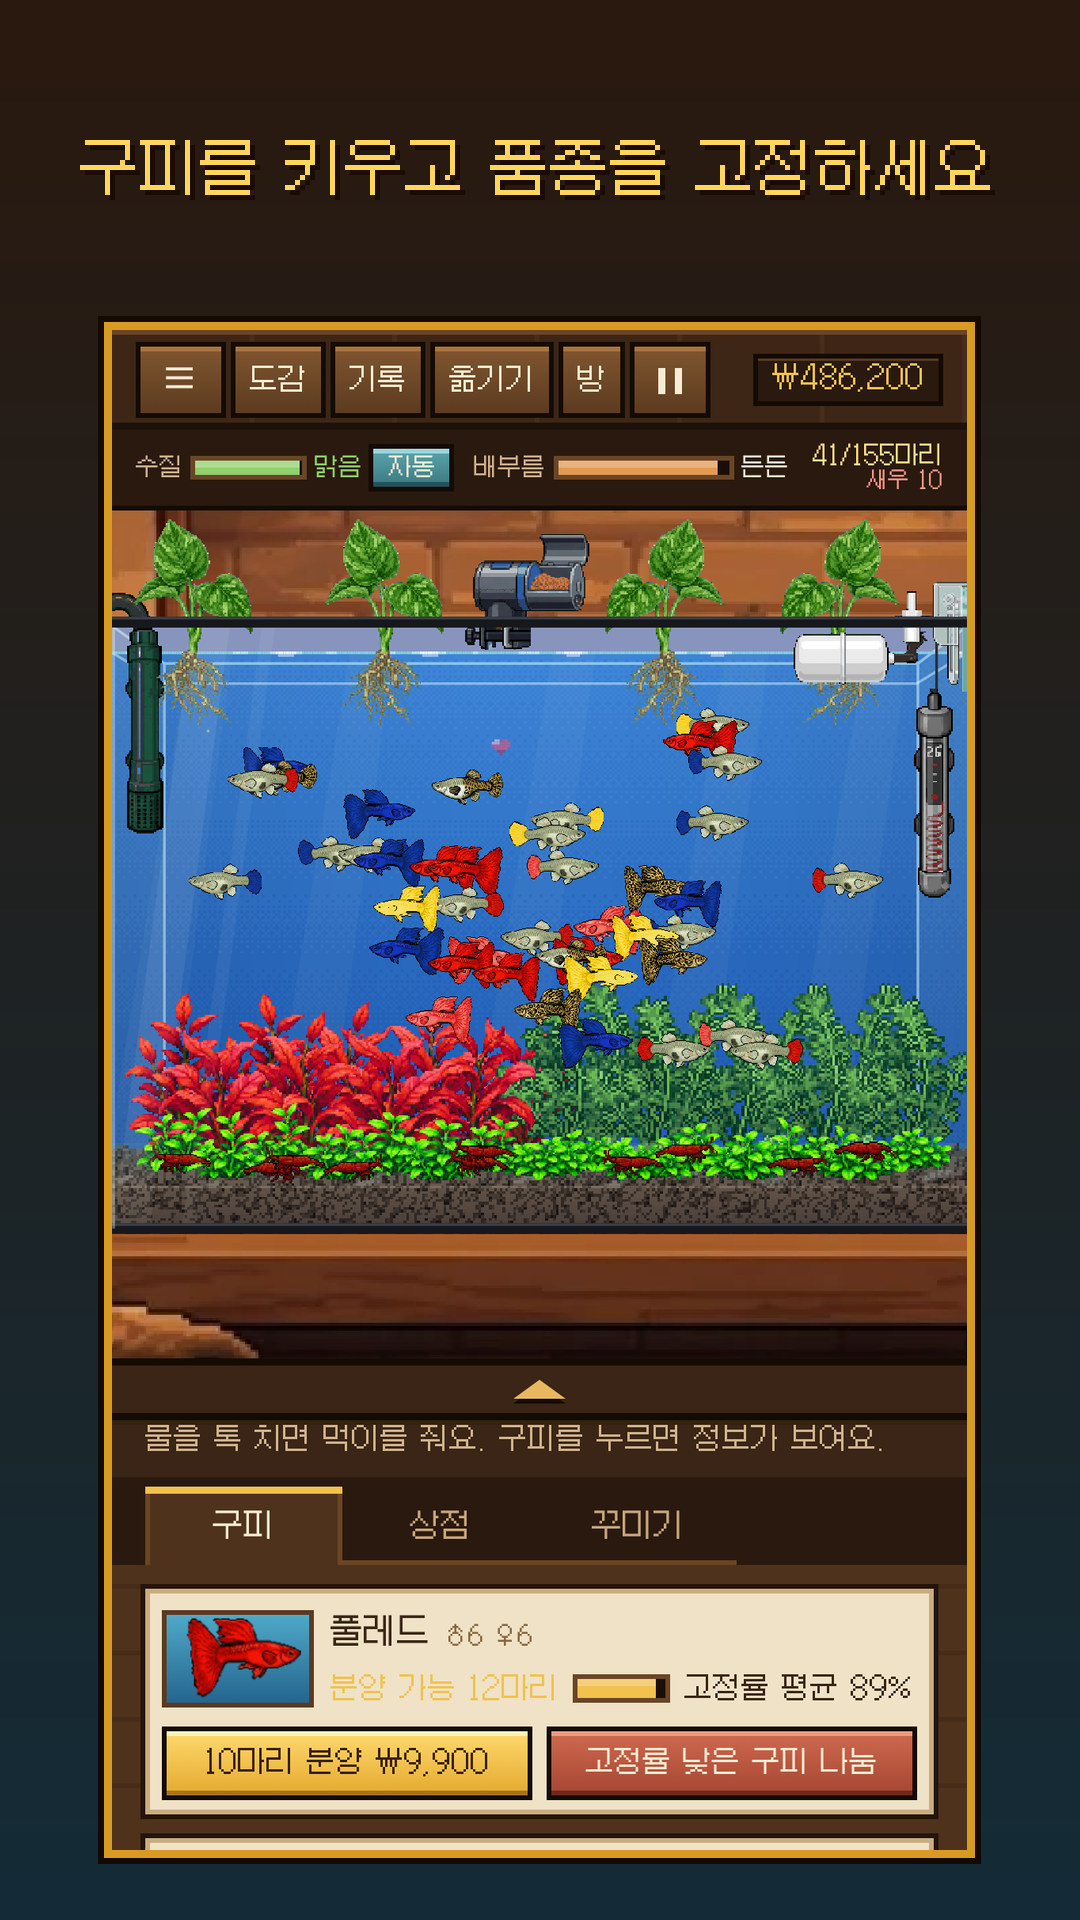 구피를 키우고 품종을 고정하세요
도감 기록 옮기기 방 ₩486,200
수질 맑음 자동 배부름 든든 41/155마리
새우 10
26
물을 톡 치면 먹이를 줘요. 구피를 누르면 정보가 보여요.
구피 상점 꾸미기
풀레드 ♂6 ♀6
분양 가능 12마리 고정률 평균 89%
10마리 분양 ₩9,900 고정률 낮은 구피 나눔